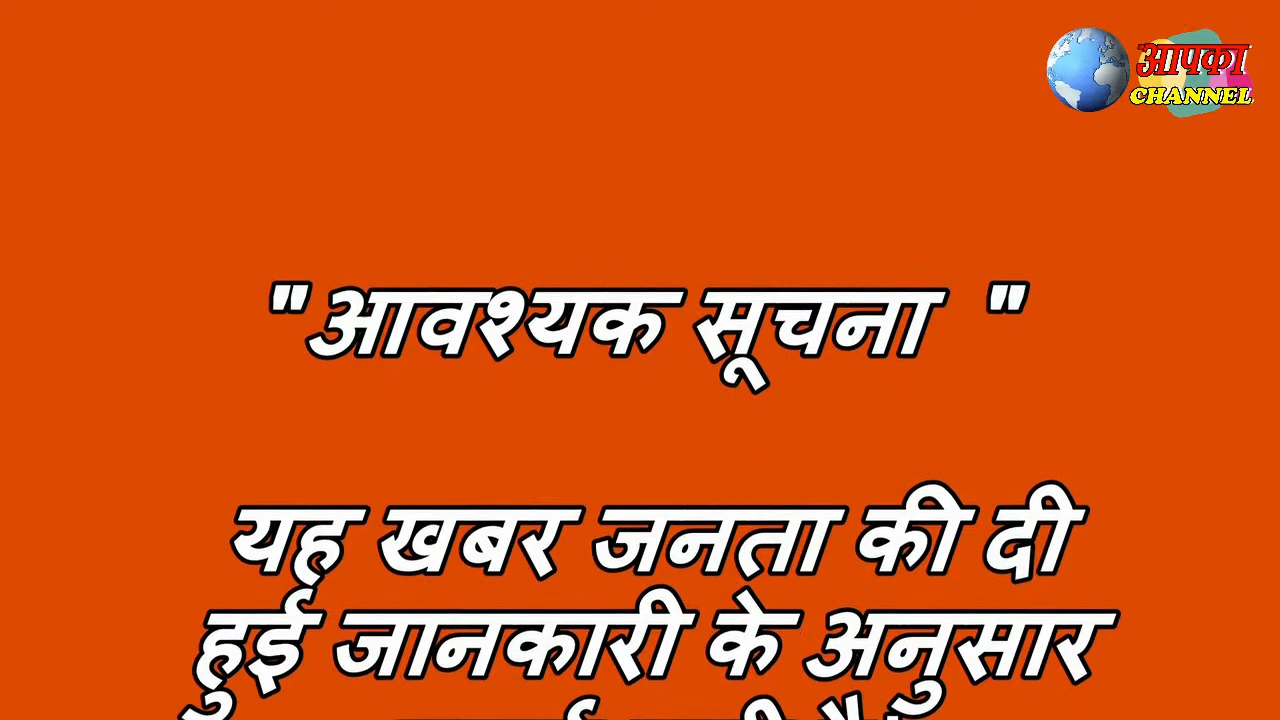 आपका
CHANNEL
" आवश्यक सूचना "
यह खबर जनता की दी
हुई जानकारी के अनुसार